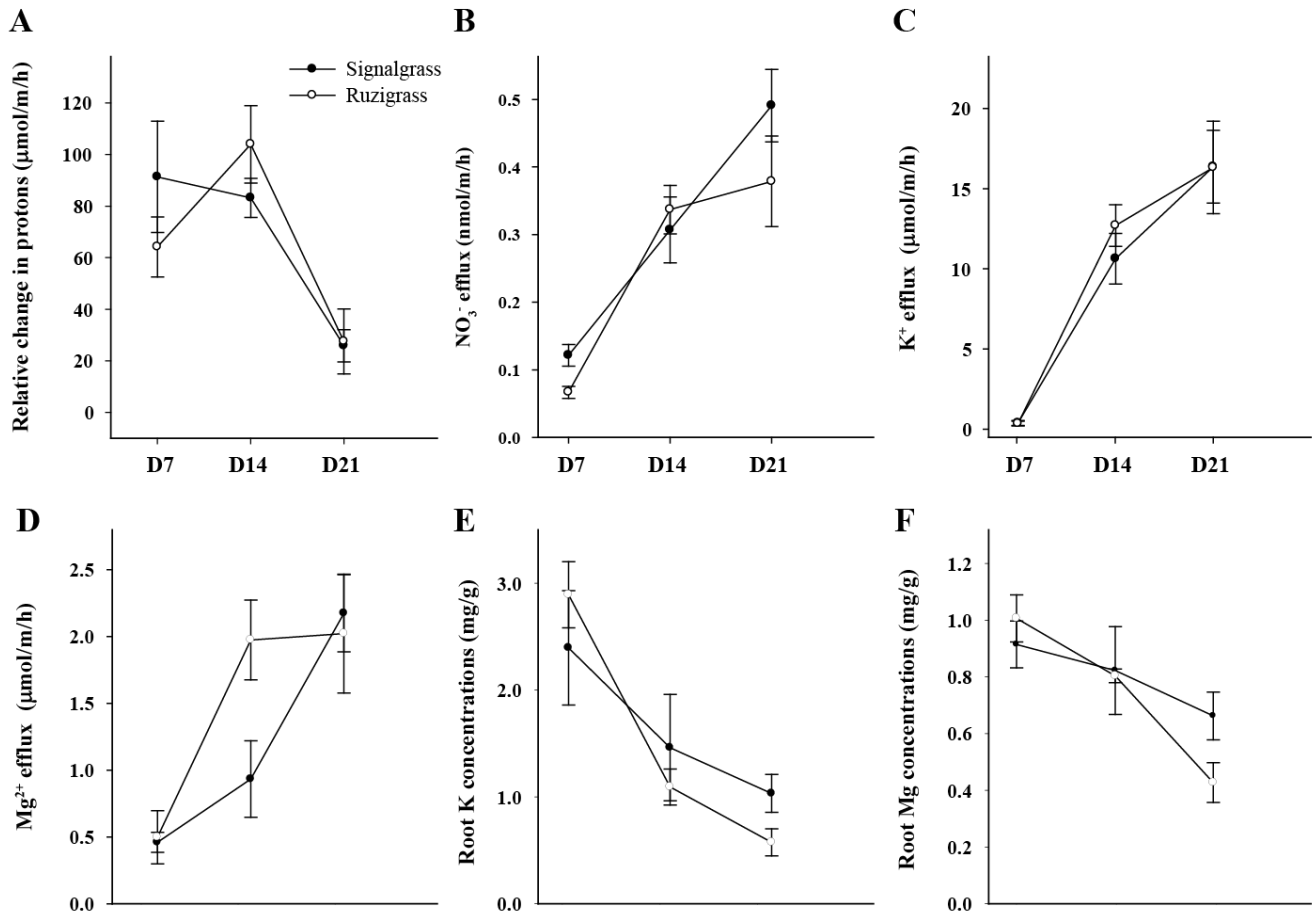 A
Relative change in protons (μmol/m/h)
120
100
80
60
40
20
0
Signalgrass
Ruzigrass
D7
D14
D21
B
NO₃⁻ efflux (nmol/m/h)
0.5
0.4
0.3
0.2
0.1
0.0
D7
D14
D21
C
K⁺ efflux (μmol/m/h)
20
15
10
5
0
D7
D14
D21
D
Mg²⁺ efflux (μmol/m/h)
2.5
2.0
1.5
1.0
0.5
0.0
E
Root K concentrations (mg/g)
3.0
2.0
1.0
0.0
F
Root Mg concentrations (mg/g)
1.2
1.0
0.8
0.6
0.4
0.2
0.0